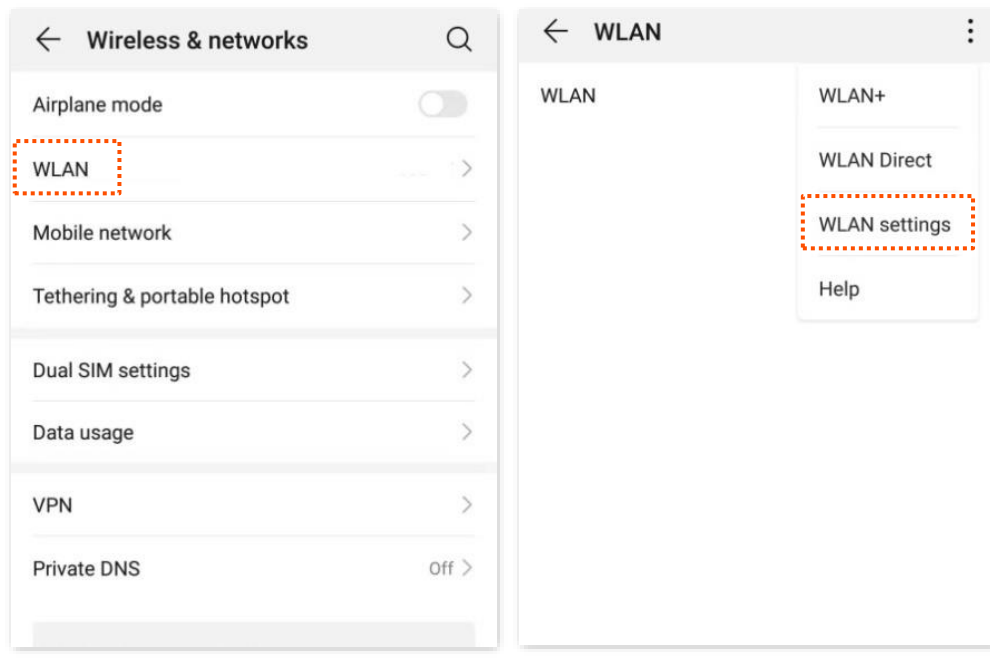 Wireless & networks
Airplane mode
WLAN
Mobile network
Tethering & portable hotspot
Dual SIM settings
Data usage
VPN
Private DNS
Off
WLAN
WLAN
WLAN+
WLAN Direct
WLAN settings
Help